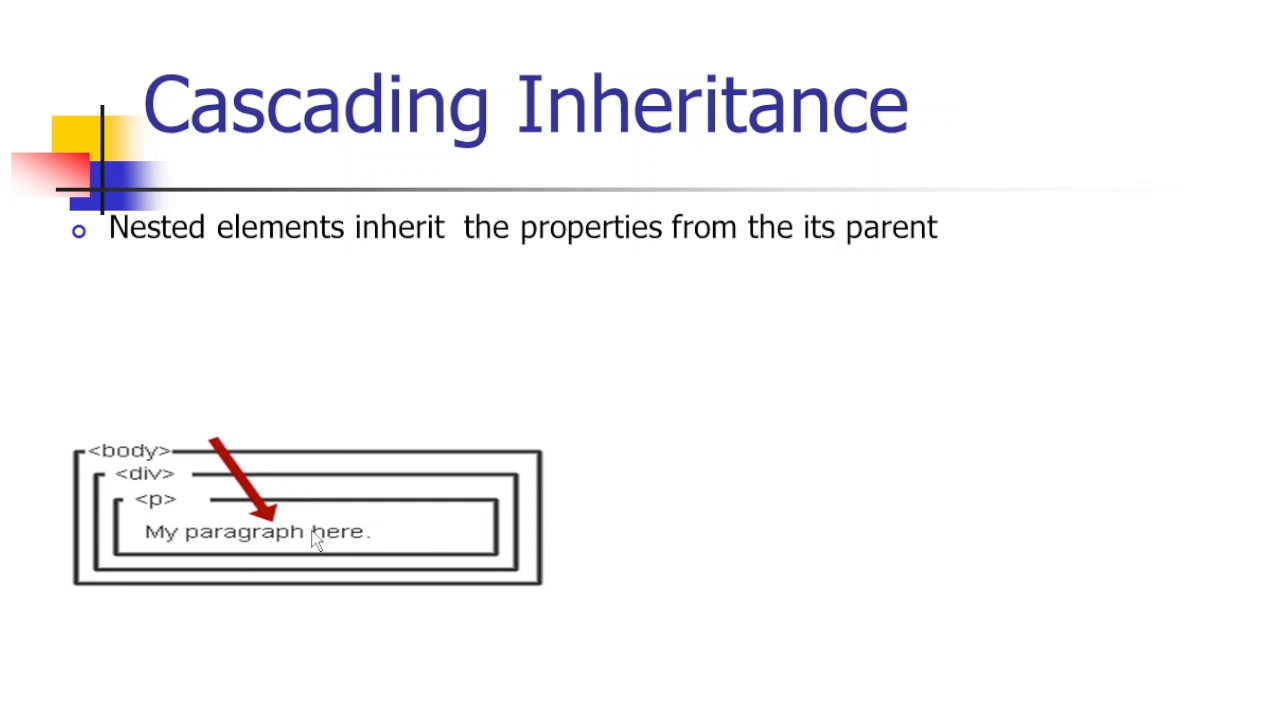 Cascading Inheritance
Nested elements inherit  the properties from the its parent
<body>
<div>
<p>
My paragraph here.